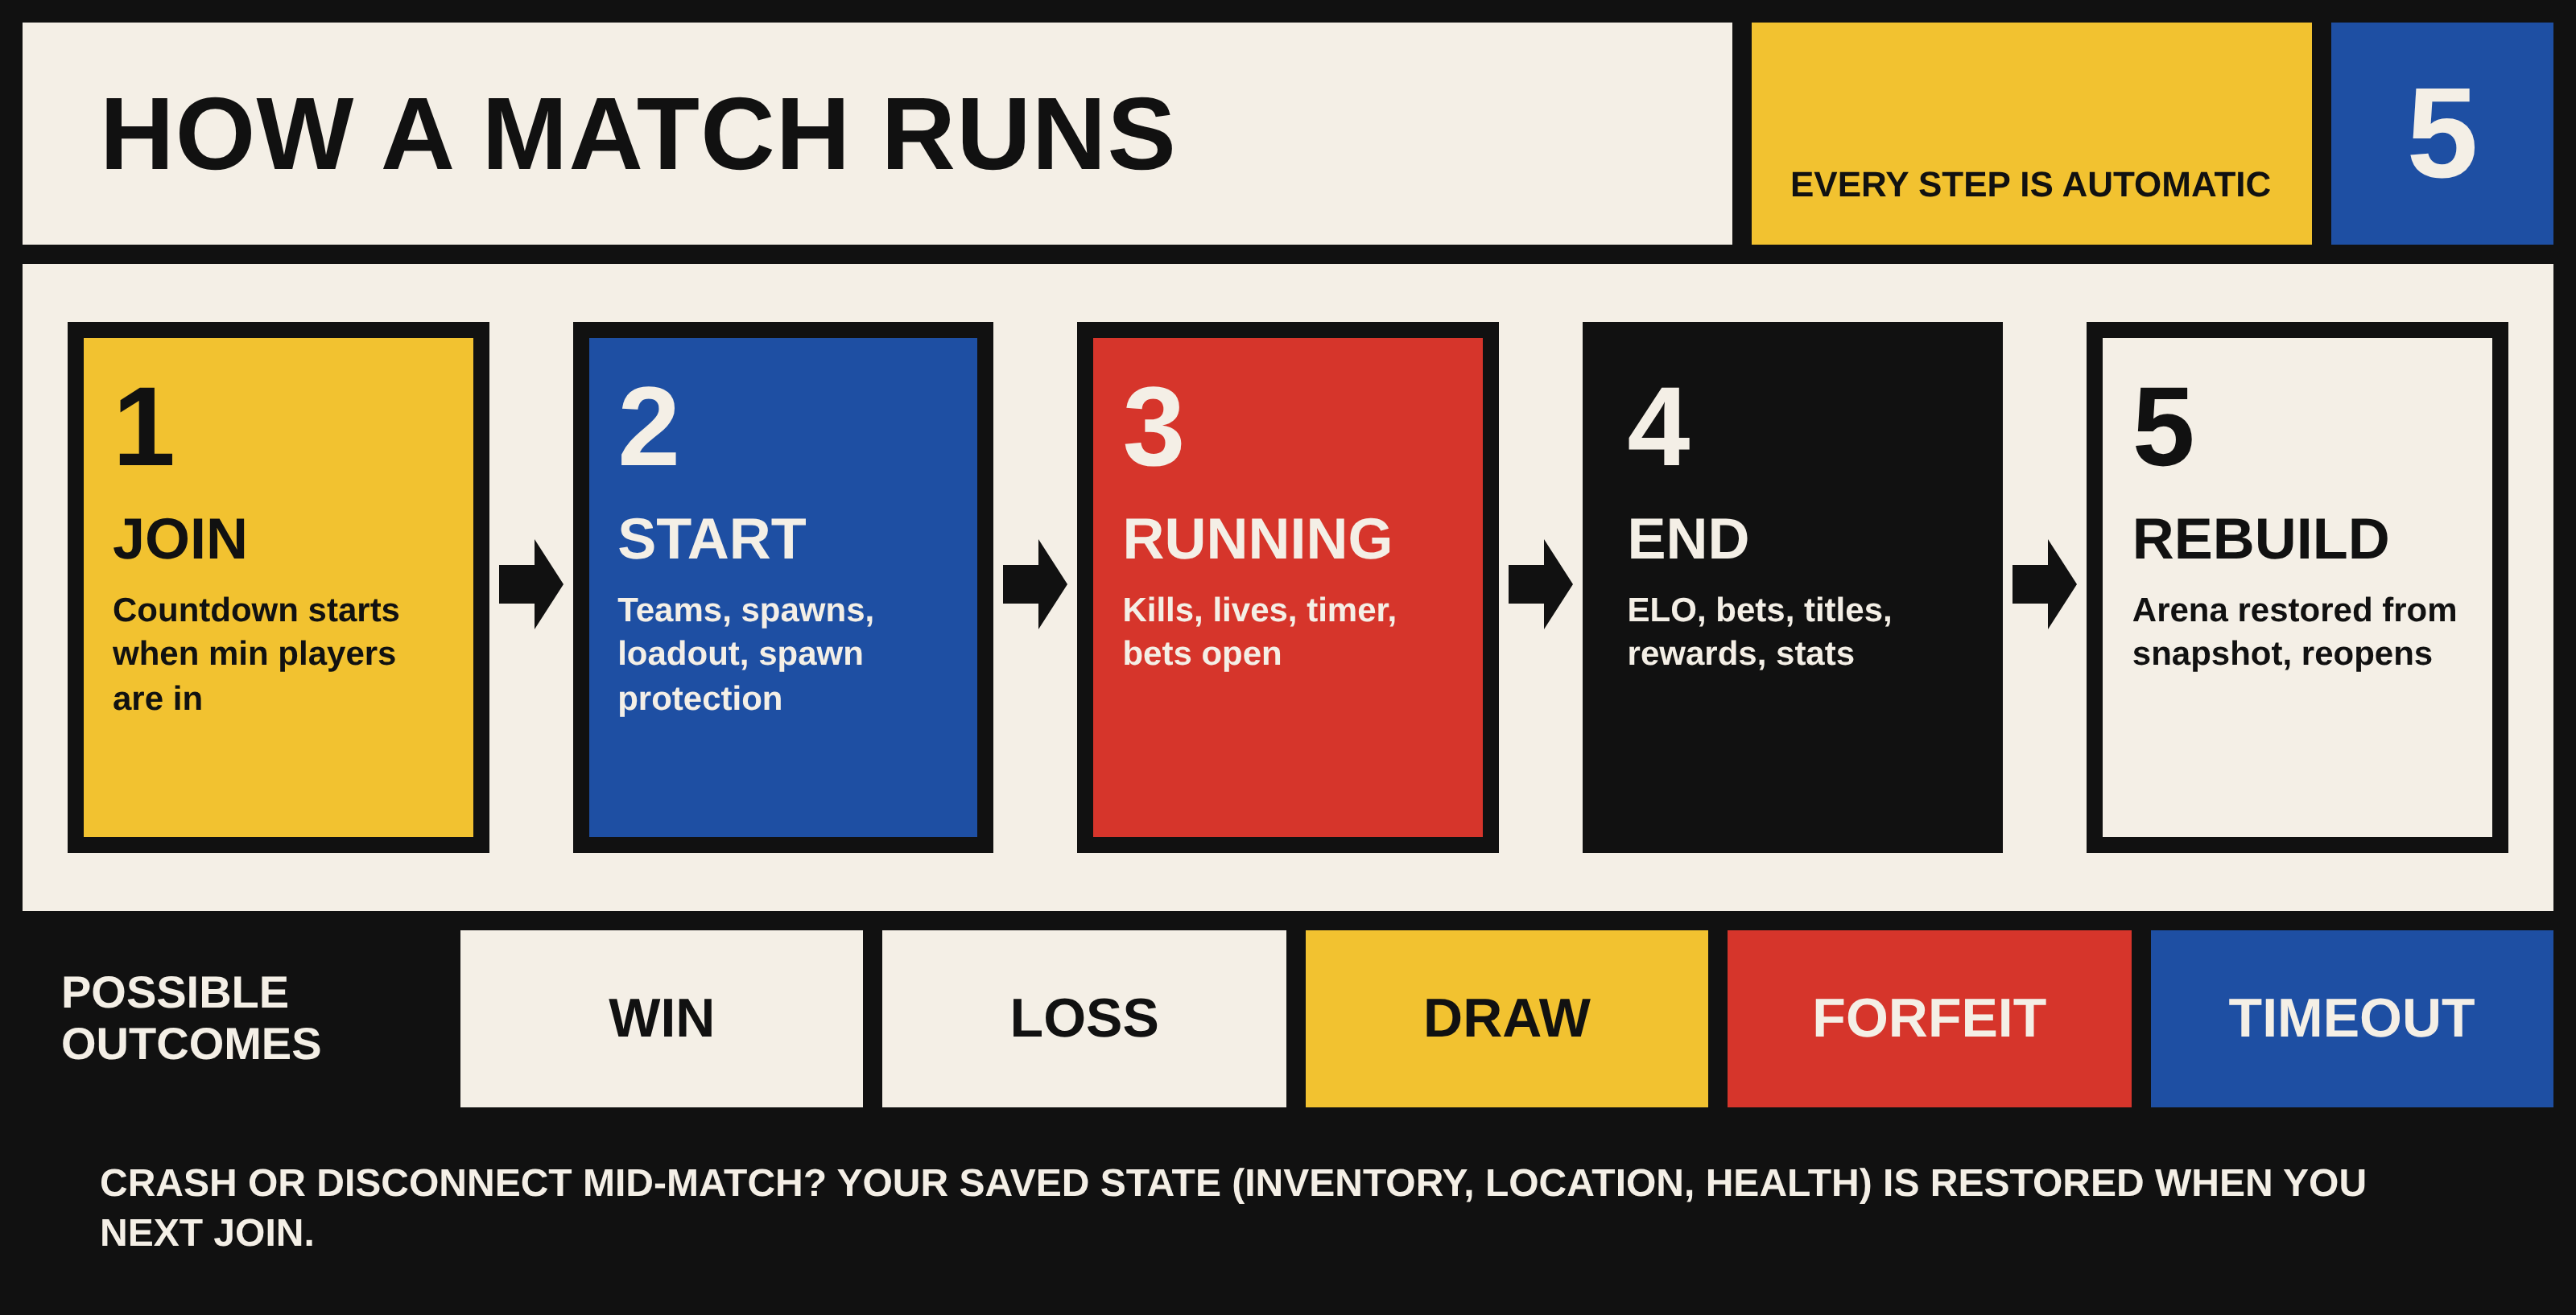 HOW A MATCH RUNS
EVERY STEP IS AUTOMATIC
5
1
JOIN
Countdown starts
when min players
are in
2
START
Teams, spawns,
loadout, spawn
protection
3
RUNNING
Kills, lives, timer,
bets open
4
END
ELO, bets, titles,
rewards, stats
5
REBUILD
Arena restored from
snapshot, reopens
POSSIBLE
OUTCOMES
WIN
LOSS
DRAW
FORFEIT
TIMEOUT
CRASH OR DISCONNECT MID-MATCH? YOUR SAVED STATE (INVENTORY, LOCATION, HEALTH) IS RESTORED WHEN YOU
NEXT JOIN.